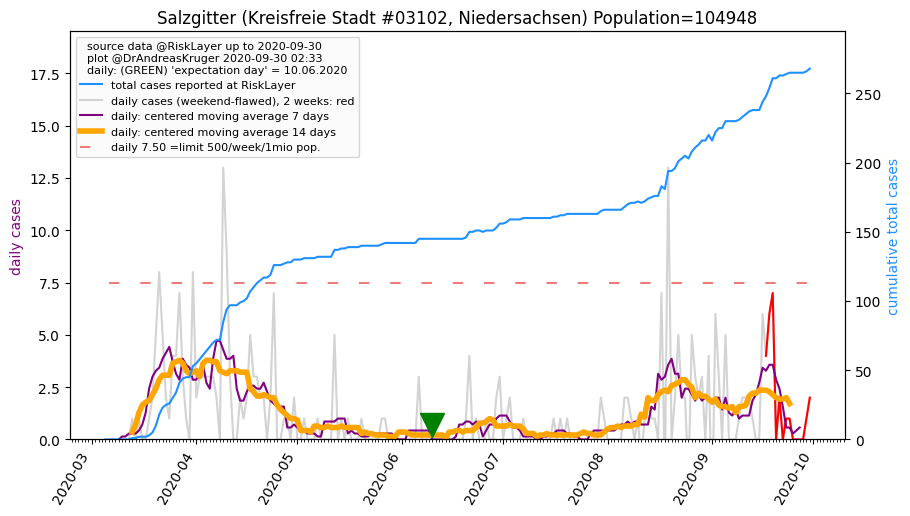 Salzgitter (Kreisfreie Stadt #03102, Niedersachsen) Population=104948
source data @RiskLayer up to 2020-09-30
plot @DrAndreasKruger 2020-09-30 02:33
daily: (GREEN) 'expectation day' = 10.06.2020
total cases reported at RiskLayer
daily cases (weekend-flawed), 2 weeks: red
daily: centered moving average 7 days
daily: centered moving average 14 days
daily 7.50 =limit 500/week/1mio pop.
daily cases
17.5
15.0
12.5
10.0
7.5
5.0
2.5
0.0
250
200
150
100
50
0
cumulative total cases
2020-03
2020-04
2020-05
2020-06
2020-07
2020-08
2020-09
2020-10